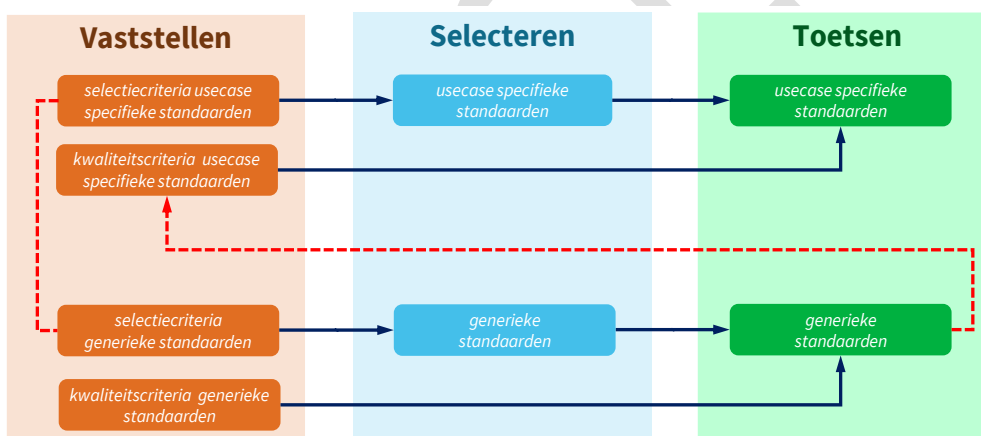 Vaststellen
Selecteren
Toetsen
selectiecriteria usecase
specifieke standaarden
usecase specifieke
standaarden
usecase specifieke
standaarden
kwaliteitscriteria usecase
specifieke standaarden
selectiecriteria
generieke standaarden
generieke
standaarden
generieke
standaarden
kwaliteitscriteria generieke
standaarden